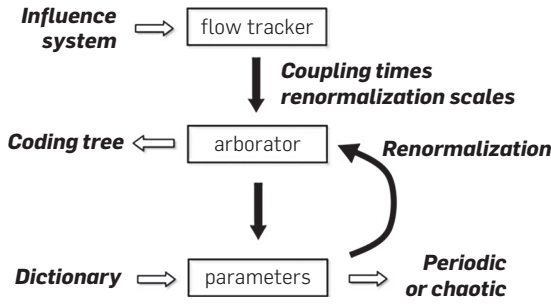 Influence
system
flow tracker
Coupling times
renormalization scales
Coding tree
arborator
Renormalization
Dictionary
parameters
Periodic
or chaotic